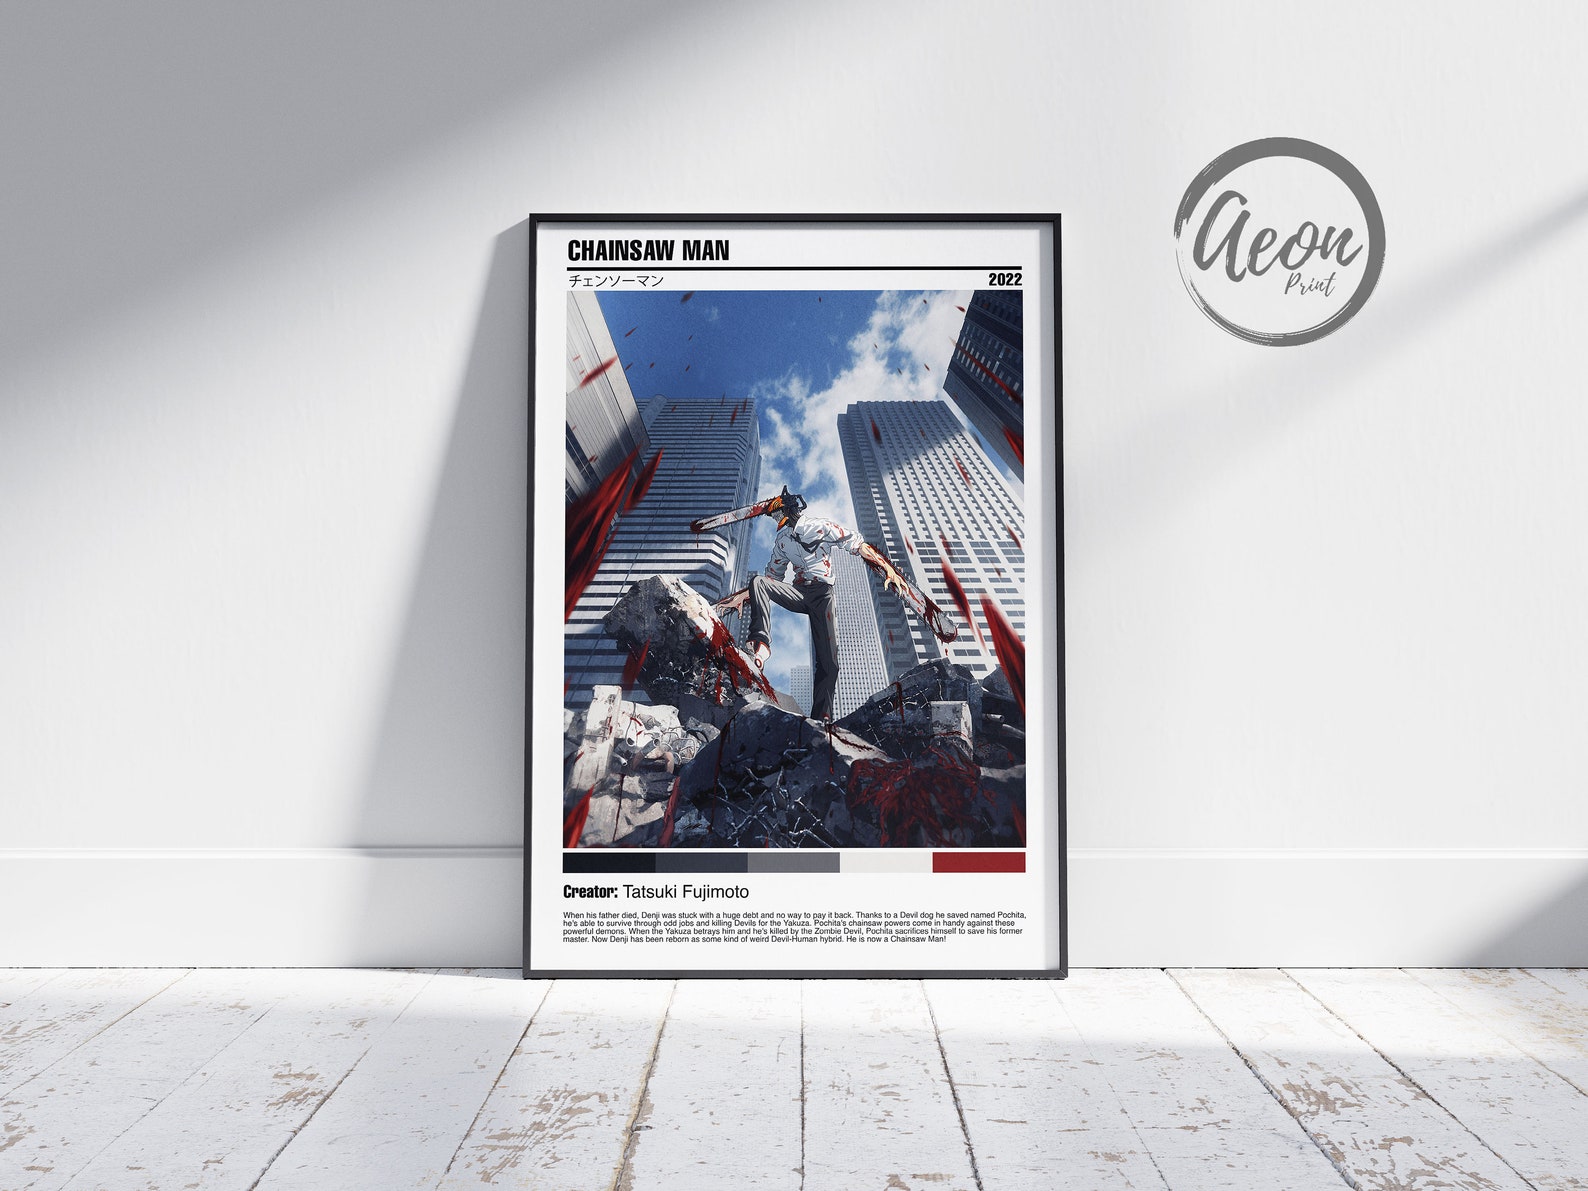 CHAINSAW MAN
チェンソーマン
2022
Creator: Tatsuki Fujimoto
When his father died, Denji was stuck with a huge debt and no way to pay it back. Thanks to a Devil dog he saved named Pochita,
he's able to survive through odd jobs and killing Devils for the Yakuza. Pochita's chainsaw powers come in handy against these
powerful demons. When the Yakuza betrays him and he's killed by the Zombie Devil, Pochita sacrifices himself to save his former
master. Now Denji has been reborn as some kind of weird Devil-Human hybrid. He is now a Chainsaw Man!
aeon
Print